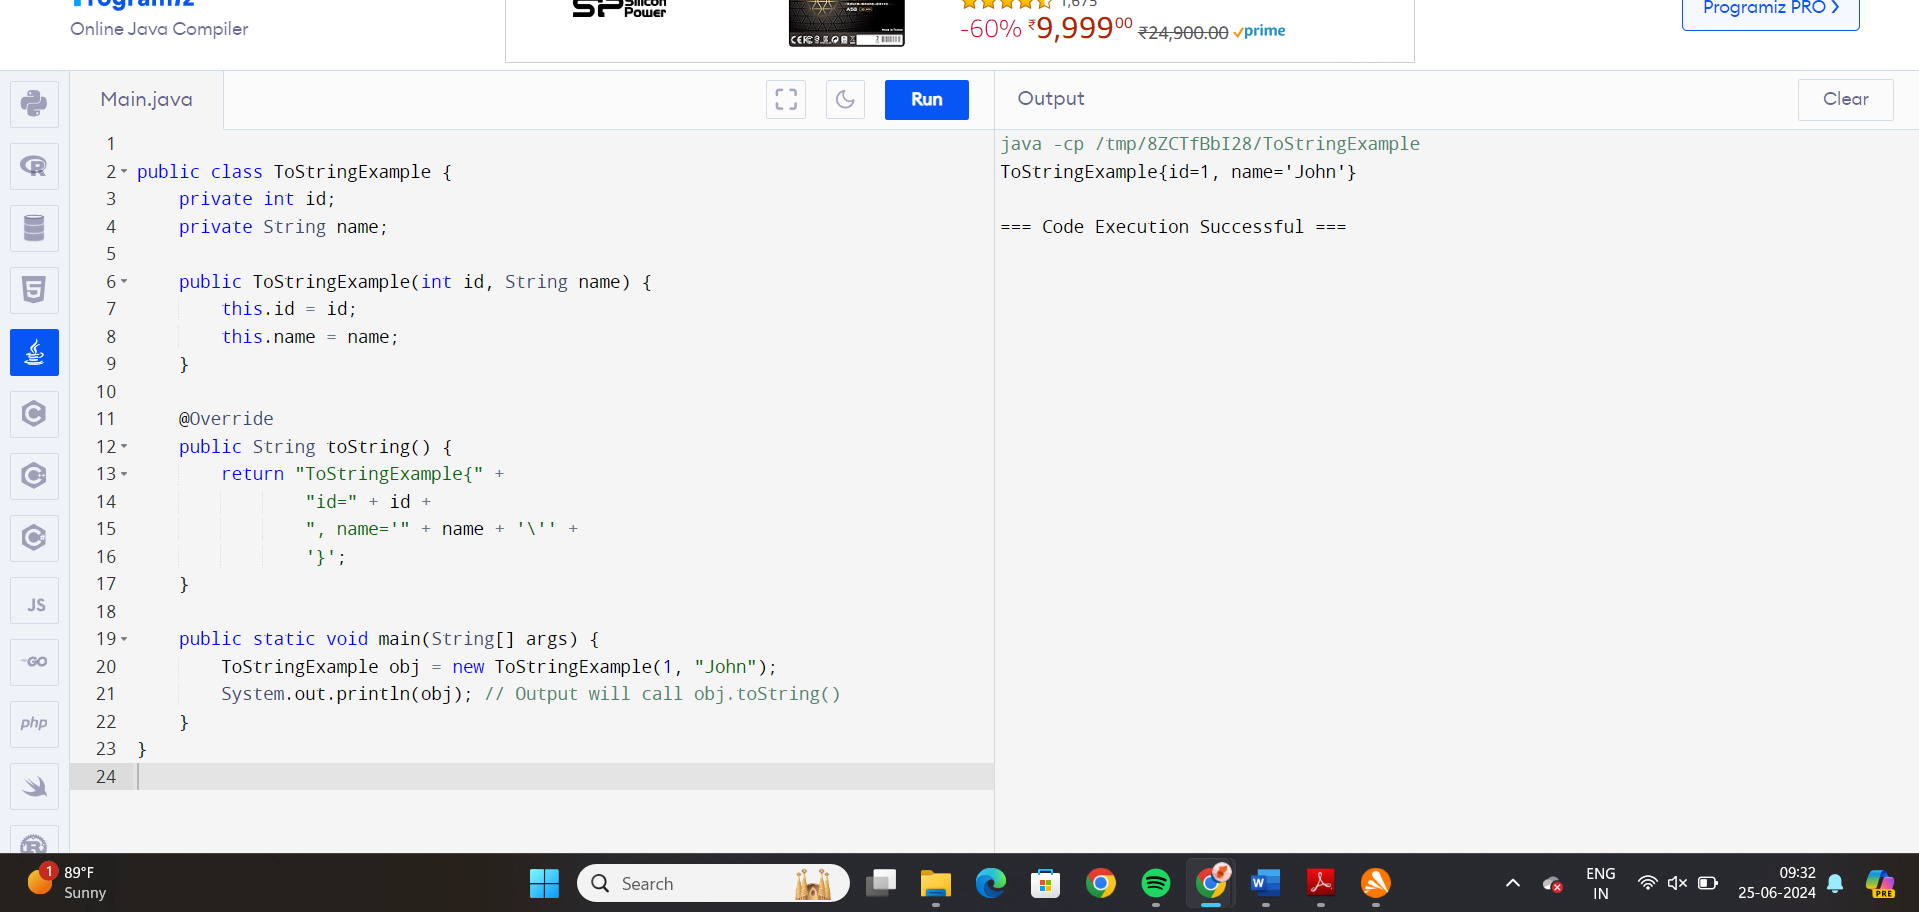 Programiz
Online Java Compiler
SP Silicon Power
A58
1,675
-60% ₹9,999⁰⁰ ₹24,900.00 prime
Programiz PRO
Main.java
Run
Output
Clear
1
2 public class ToStringExample {
3 private int id;
4 private String name;
5
6 public ToStringExample(int id, String name) {
7 this.id = id;
8 this.name = name;
9 }
10
11 @Override
12 public String toString() {
13 return "ToStringExample{" +
14 "id=" + id +
15 ", name='" + name + '\'' +
16 '}';
17 }
18
19 public static void main(String[] args) {
20 ToStringExample obj = new ToStringExample(1, "John");
21 System.out.println(obj); // Output will call obj.toString()
22 }
23 }
24
java -cp /tmp/8ZCTfBbI28/ToStringExample
ToStringExample{id=1, name='John'}
=== Code Execution Successful ===
R
5
C
C
C
JS
GO
php
R
1
89°F
Sunny
Search
W
PRE
ENG
IN
09:32
25-06-2024